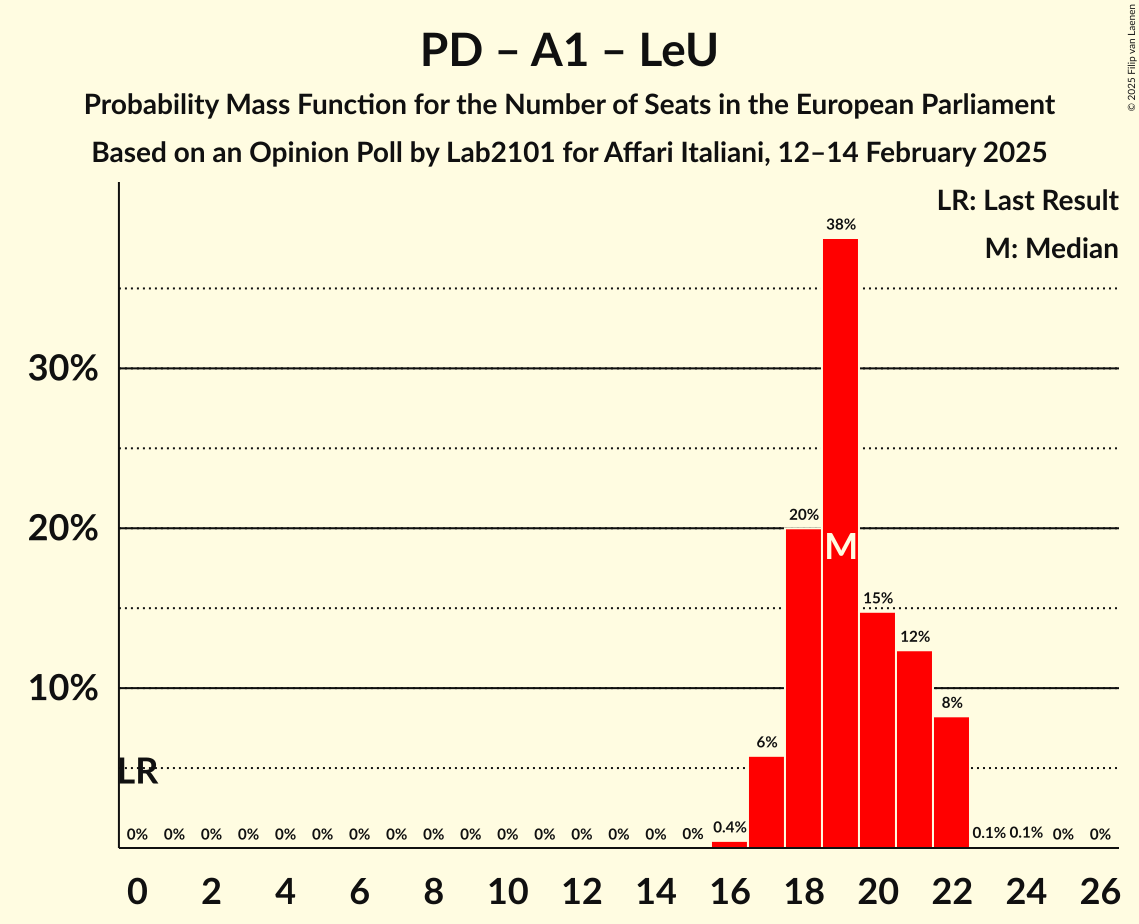 PD – A1 – LeU
Probability Mass Function for the Number of Seats in the European Parliament
Based on an Opinion Poll by Lab2101 for Affari Italiani, 12–14 February 2025
© 2025 Filip van Laenen
LR: Last Result
M: Median
38%
30%
20%
20%
M
15%
12%
10%
8%
6%
LR
0% 0% 0% 0% 0% 0% 0% 0% 0% 0% 0% 0% 0% 0% 0% 0% 0.4% 0.1% 0.1% 0% 0%
0 2 4 6 8 10 12 14 16 18 20 22 24 26